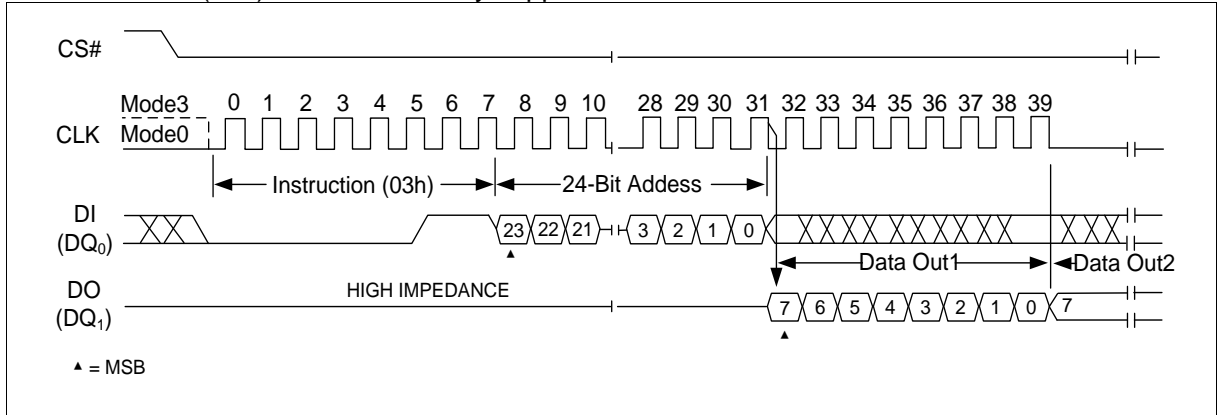 CS#
Mode3 0 1 2 3 4 5 6 7 8 9 10 28 29 30 31 32 33 34 35 36 37 38 39
CLK Mode0
Instruction (03h) 24-Bit Addess
DI
(DQ0) 23 22 21 3 2 1 0
Data Out1 Data Out2
DO HIGH IMPEDANCE
(DQ1) 7 6 5 4 3 2 1 0 7
▲ = MSB